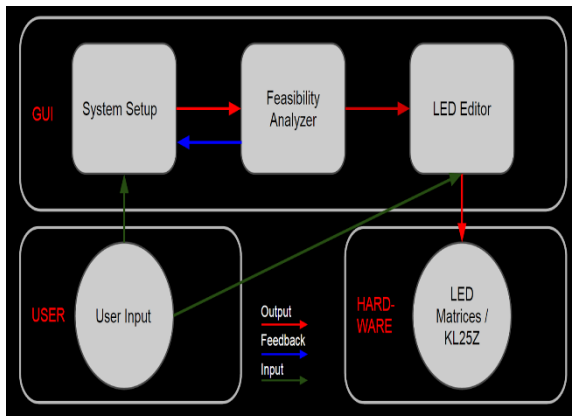 GUI
System Setup
Feasibility
Analyzer
LED Editor
USER
User Input
Output
Feedback
Input
HARD-
WARE
LED
Matrices /
KL25Z